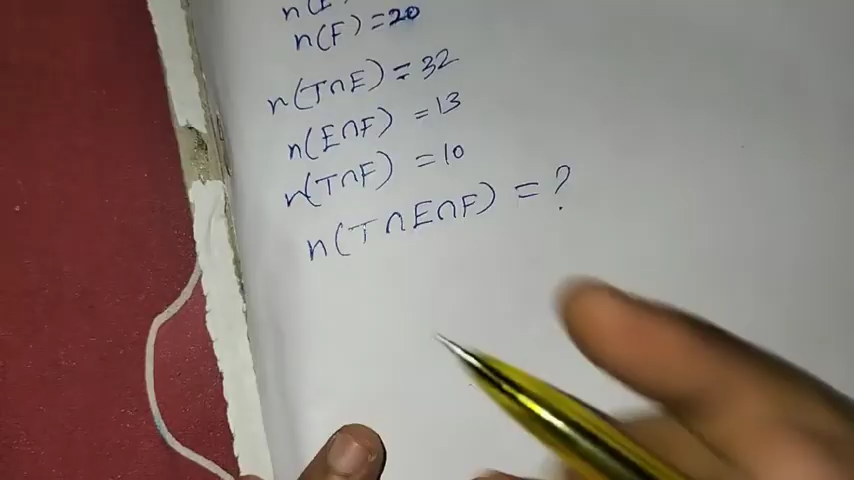 n(F) = 20
n(T∩E) = 32
n(E∩F) = 13
n(T∩F) = 10
n(T∩E∩F) = ?